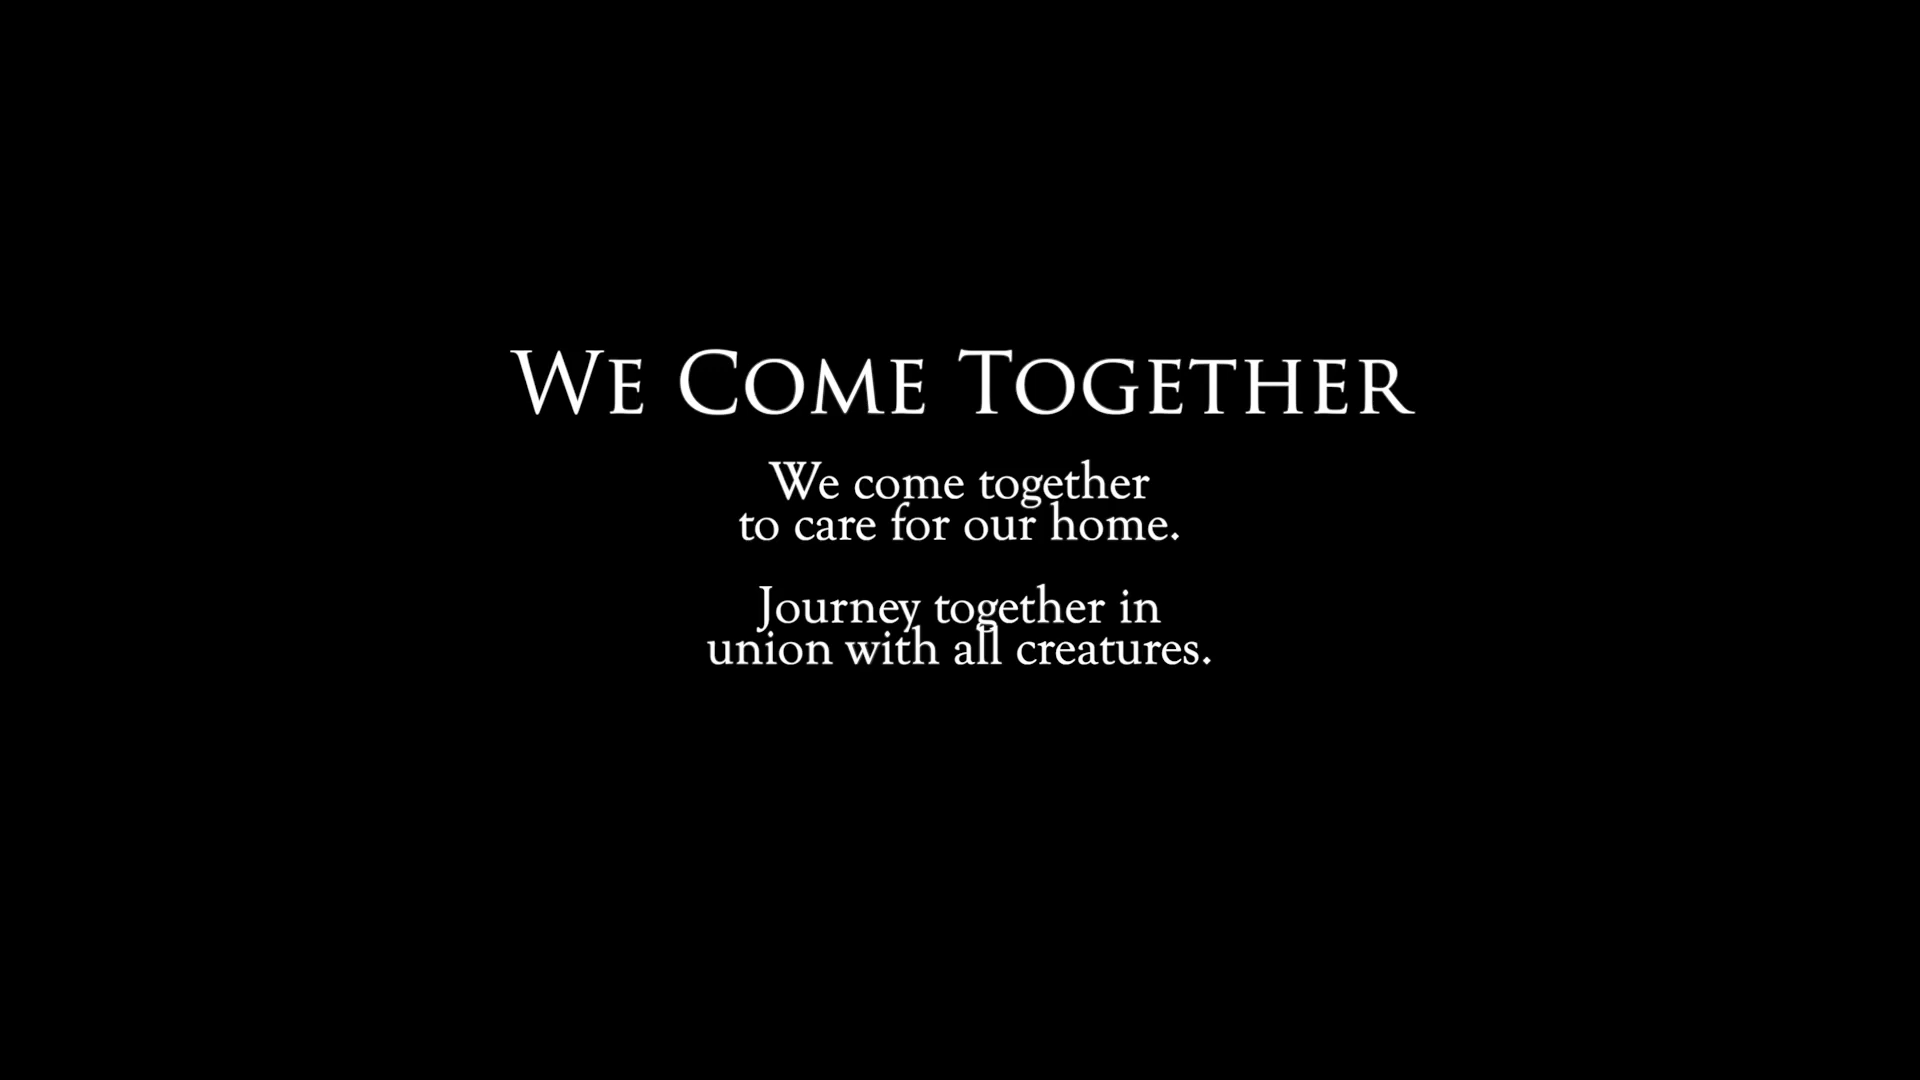 We Come Together
We come together
to care for our home.
Journey together in
union with all creatures.